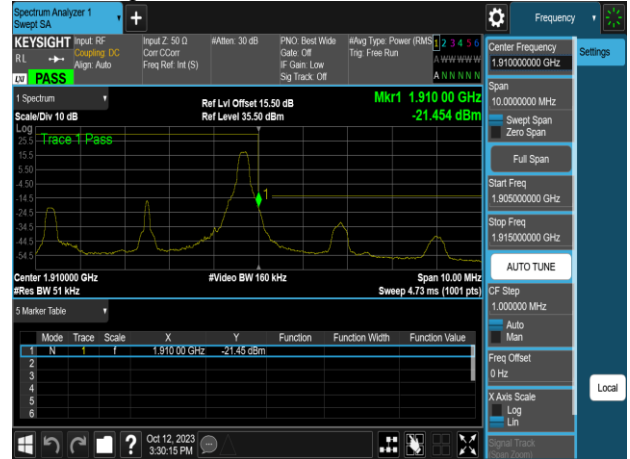 Spectrum Analyzer 1
Swept SA
Frequency
KEYSIGHT Input: RF
Coupling: DC
Align: Auto
R L
LXI PASS
Input Z: 50 Ω
Corr CCorr
Freq Ref: Int (S)
#Atten: 30 dB
PNO: Best Wide
Gate: Off
IF Gain: Low
Sig Track: Off
#Avg Type: Power (RMS
Trig: Free Run
1 2 3 4 5 6
A W W W W W
A N N N N N
1 Spectrum
Scale/Div 10 dB
Ref Lvl Offset 15.50 dB
Ref Level 35.50 dBm
Mkr1 1.910 00 GHz
-21.454 dBm
Log
Trace 1 Pass
25.5
15.5
5.50
-4.50
-14.5
-24.5
-34.5
-44.5
-54.5
1
Center 1.910000 GHz
#Res BW 51 kHz
#Video BW 160 kHz
Span 10.00 MHz
Sweep 4.73 ms (1001 pts)
5 Marker Table
Mode Trace Scale X Y Function Function Width Function Value
1 N 1 f 1.910 00 GHz -21.45 dBm
2
3
4
5
6
Oct 12, 2023
3:30:15 PM
Center Frequency
1.910000000 GHz
Settings
Span
10.0000000 MHz
Swept Span
Zero Span
Full Span
Start Freq
1.905000000 GHz
Stop Freq
1.915000000 GHz
AUTO TUNE
CF Step
1.000000 MHz
Auto
Man
Freq Offset
0 Hz
X Axis Scale
Log
Lin
Local
Signal Track
(Span Zoom)